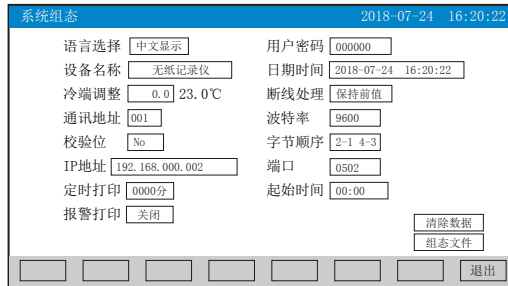 系统组态 2018-07-24 16:20:22
语言选择 中文显示 用户密码 000000
设备名称 无纸记录仪 日期时间 2018-07-24 16:20:22
冷端调整 0.0 23.0℃ 断线处理 保持前值
通讯地址 001 波特率 9600
校验位 No 字节顺序 2-1 4-3
IP地址 192.168.000.002 端口 0502
定时打印 0000分 起始时间 00:00
报警打印 关闭
清除数据
组态文件
退出